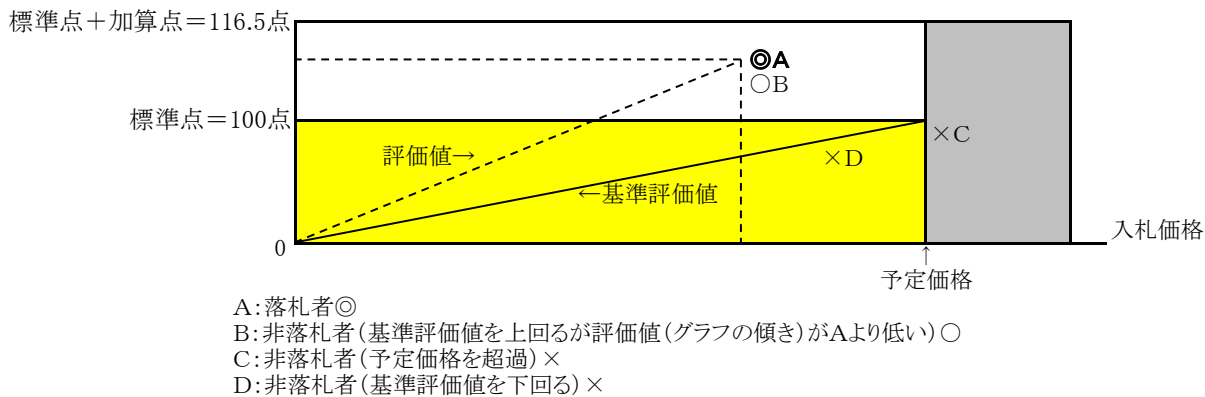 標準点+加算点=116.5点
◎A
○B
標準点=100点
×C
評価値→
×D
←基準評価値
0
入札価格
↑
予定価格
A:落札者◎
B:非落札者(基準評価値を上回るが評価値(グラフの傾き)がAより低い)○
C:非落札者(予定価格を超過)×
D:非落札者(基準評価値を下回る)×